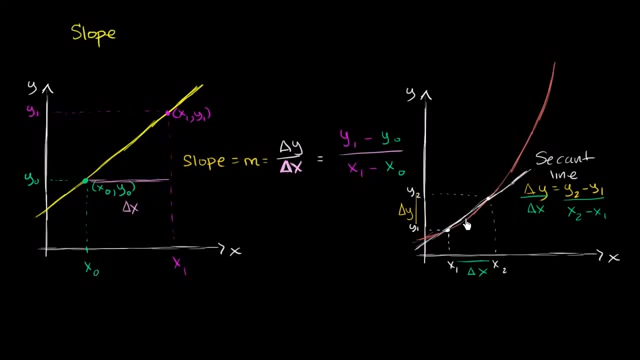 Slope
y
y₁
(x₁, y₁)
y₀
(x₀, y₀)
Δx
x
x₀
x₁
Slope = m = Δy/Δx = y₁ - y₀/x₁ - x₀
y
Secant
line
Δy/Δx = y₂ - y₁/x₂ - x₁
y₂
Δy
y₁
x₁
Δx
x₂
x